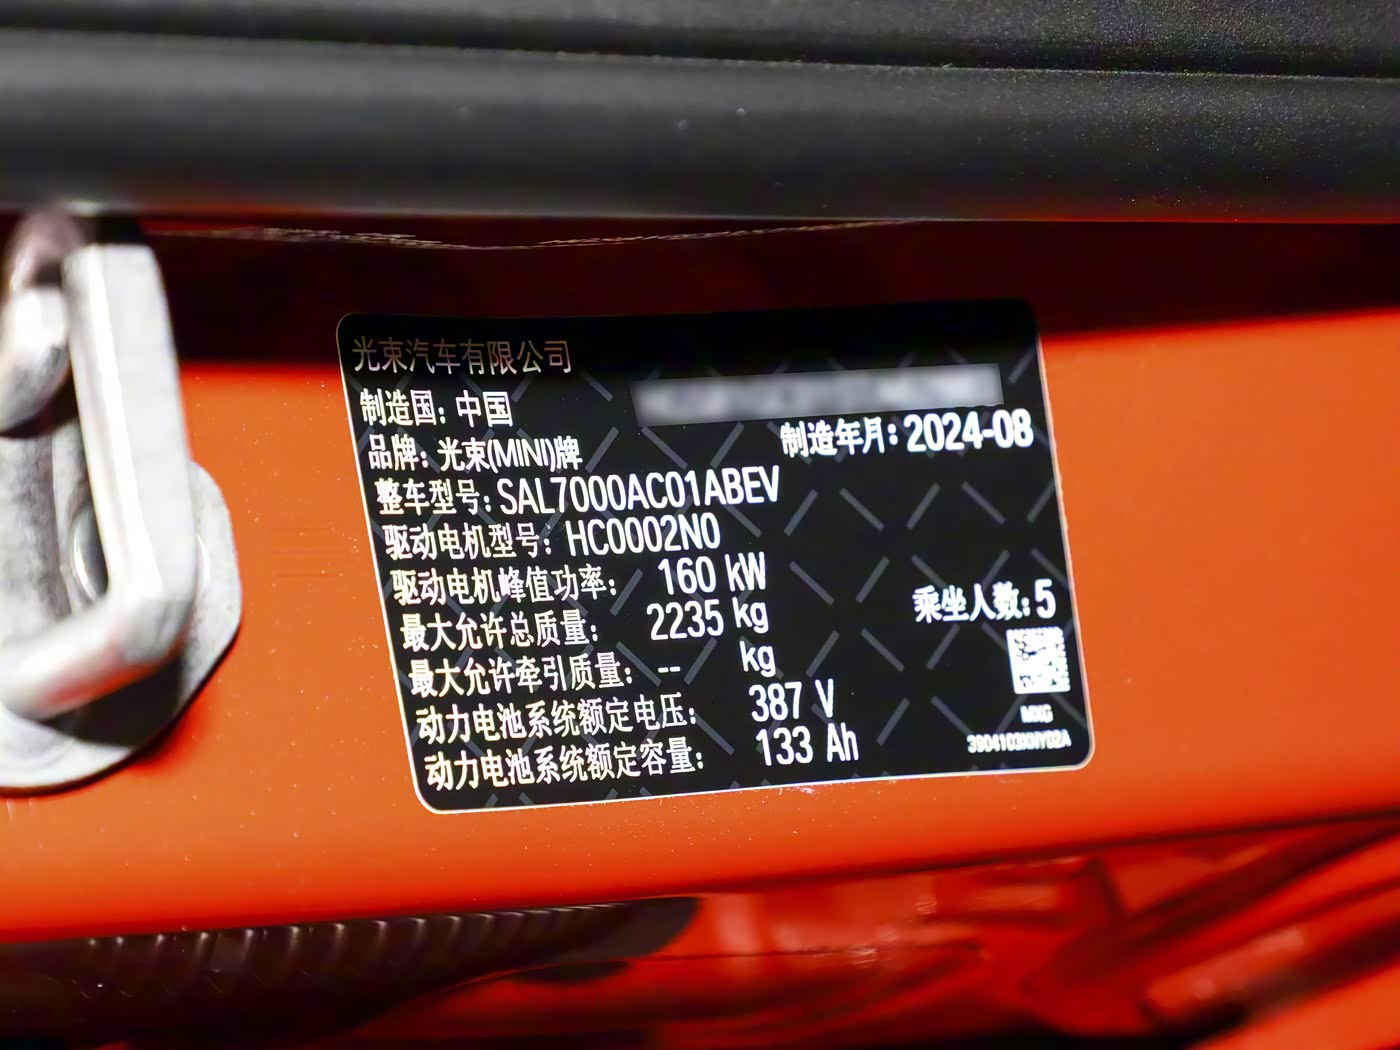 光束汽车有限公司
制造国: 中国
品牌: 光束(MINI)牌
制造年月: 2024-08
整车型号: SAL7000AC01ABEV
驱动电机型号: HC0002N0
驱动电机峰值功率: 160 kW
最大允许总质量: 2235 kg
乘坐人数: 5
最大允许牵引质量: -- kg
动力电池系统额定电压: 387 V
动力电池系统额定容量: 133 Ah